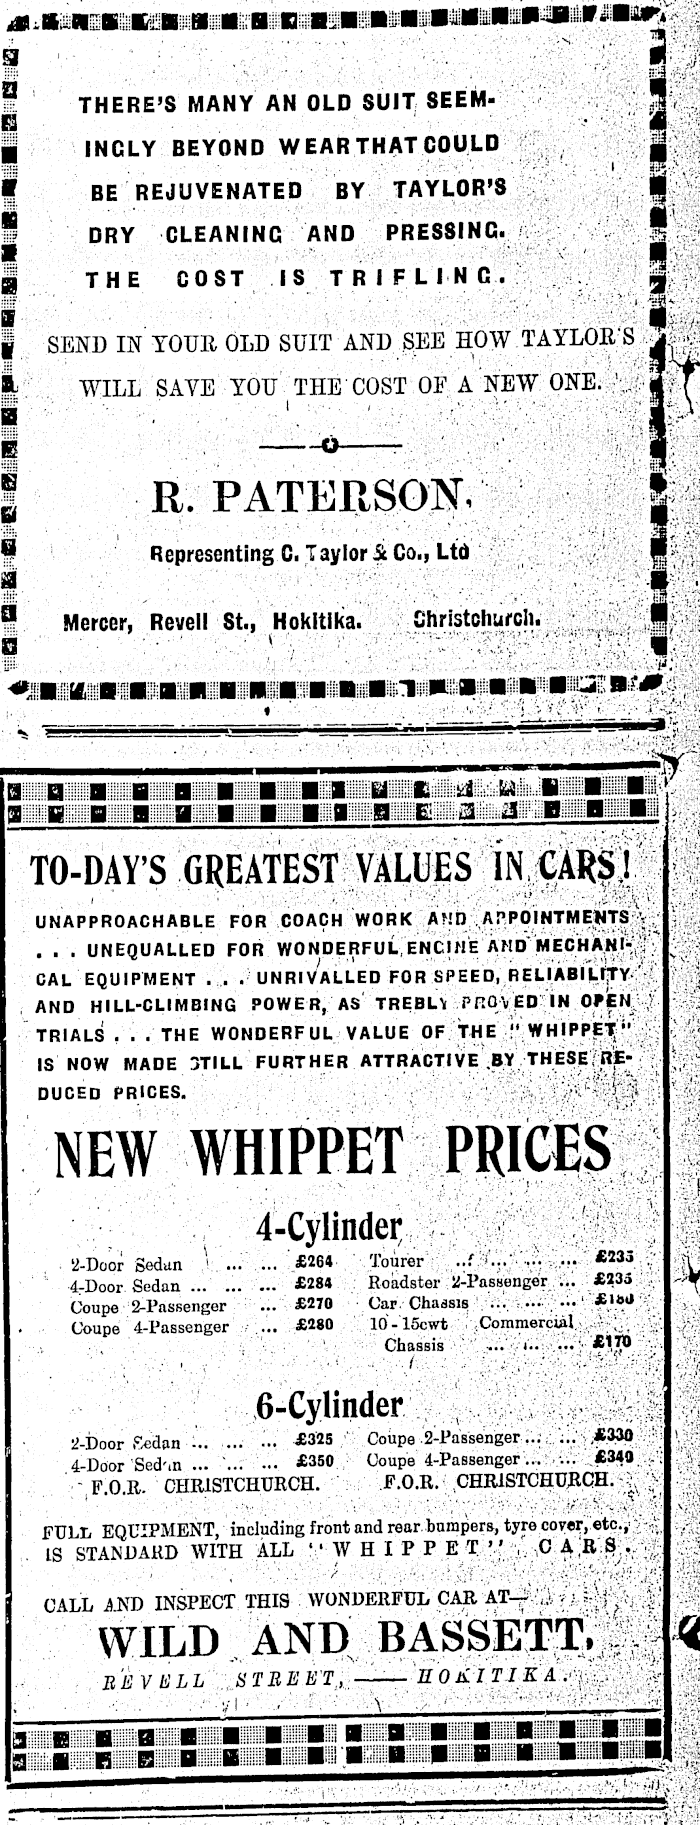 THERE'S MANY AN OLD SUIT SEEM-
INGLY BEYOND WEAR THAT COULD
BE REJUVENATED BY TAYLOR'S
DRY CLEANING AND PRESSING.
THE COST IS TRIFLING.
SEND IN YOUR OLD SUIT AND SEE HOW TAYLOR'S
WILL SAVE YOU THE COST OF A NEW ONE.
R. PATERSON,
Representing C. Taylor & Co., Ltd
Mercer, Revell St., Hokitika. Christchurch.
TO-DAY'S GREATEST VALUES IN CARS!
UNAPPROACHABLE FOR COACH WORK AND APPOINTMENTS
. . . UNEQUALLED FOR WONDERFUL ENGINE AND MECHANI-
CAL EQUIPMENT . . . UNRIVALLED FOR SPEED, RELIABILITY
AND HILL-CLIMBING POWER, AS TREBLY PROVED IN OPEN
TRIALS . . . THE WONDERFUL VALUE OF THE "WHIPPET"
IS NOW MADE STILL FURTHER ATTRACTIVE BY THESE RE-
DUCED PRICES.
NEW WHIPPET PRICES
4-Cylinder
2-Door Sedan ... ... £264
4-Door Sedan ... ... ... £284
Coupe 2-Passenger ... £270
Coupe 4-Passenger ... £280
Tourer ... ... ... ... £235
Roadster 2-Passenger ... £235
Car Chassis ... ... ...
10-15cwt Commercial
Chassis ... ... ... £170
6-Cylinder
2-Door Sedan ... ... ... £325
4-Door Sedan ... ... ... £350
F.O.R. CHRISTCHURCH.
Coupe 2-Passenger ... ... £330
Coupe 4-Passenger ... ... £340
F.O.R. CHRISTCHURCH.
FULL EQUIPMENT, including front and rear bumpers, tyre cover, etc.,
IS STANDARD WITH ALL "WHIPPET" CARS.
CALL AND INSPECT THIS WONDERFUL CAR AT—
WILD AND BASSETT,
REVELL STREET, —— HOKITIKA.